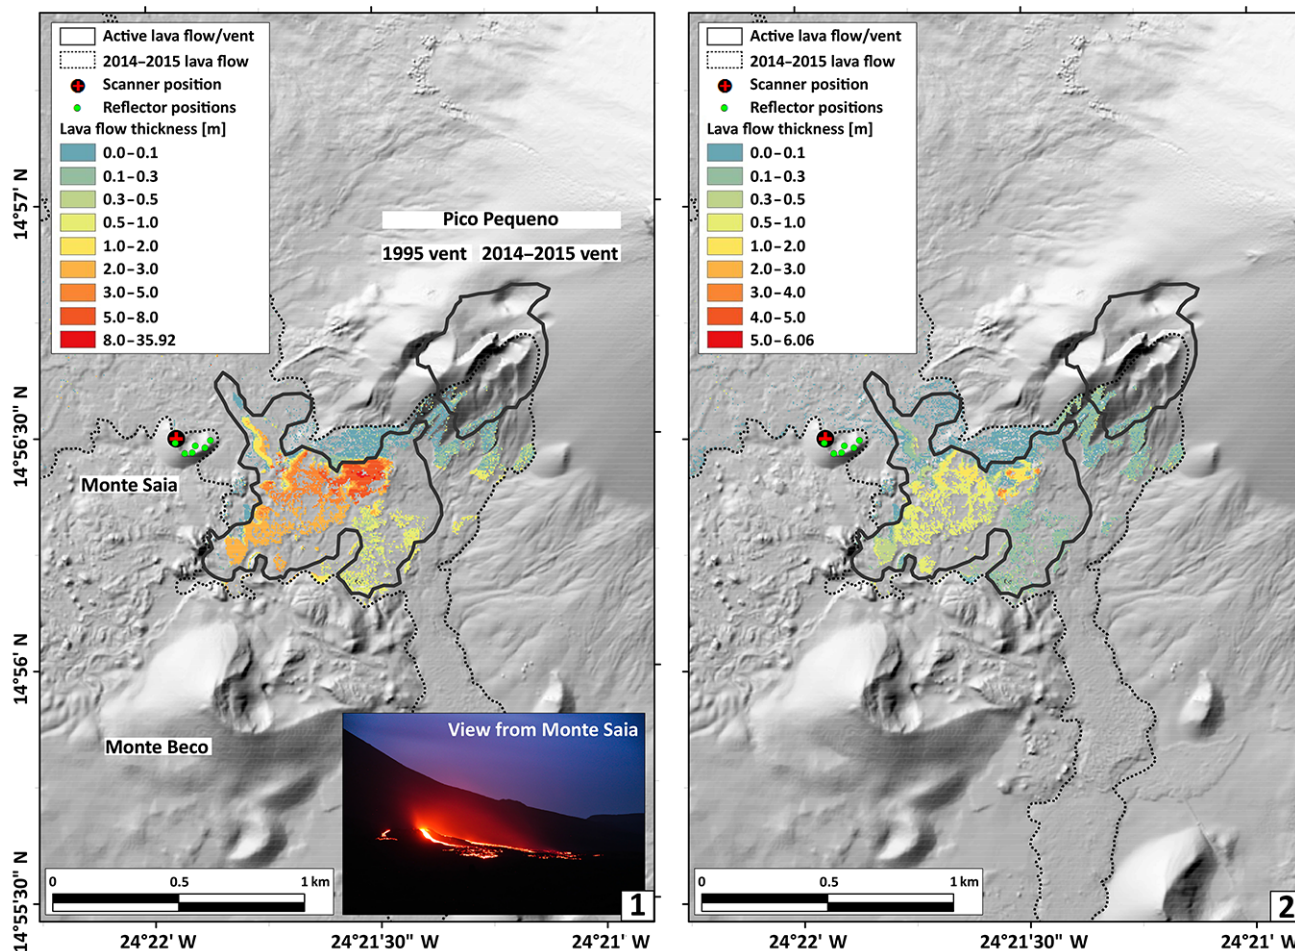 Active lava flow/vent
2014–2015 lava flow
Scanner position
Reflector positions
Lava flow thickness [m]
0.0–0.1
0.1–0.3
0.3–0.5
0.5–1.0
1.0–2.0
2.0–3.0
3.0–5.0
5.0–8.0
8.0–35.92
Pico Pequeno
1995 vent
2014–2015 vent
Monte Saia
Monte Beco
View from Monte Saia
0 0.5 1 km
1
14°57' N
14°56'30" N
14°56' N
14°55'30" N
24°22' W
24°21'30" W
24°21' W
Active lava flow/vent
2014–2015 lava flow
Scanner position
Reflector positions
Lava flow thickness [m]
0.0–0.1
0.1–0.3
0.3–0.5
0.5–1.0
1.0–2.0
2.0–3.0
3.0–4.0
4.0–5.0
5.0–6.06
0 0.5 1 km
2
24°22' W
24°21'30" W
24°21' W